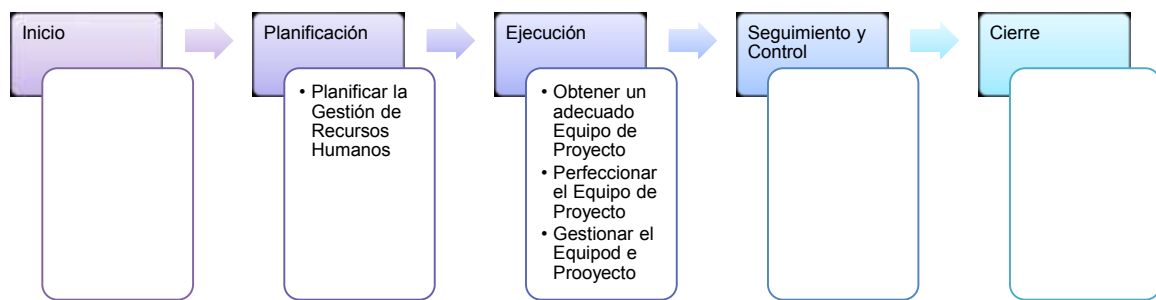 Inicio
Planificación
• Planificar la
Gestión de
Recursos
Humanos
Ejecución
• Obtener un
adecuado
Equipo de
Proyecto
• Perfeccionar
el Equipo de
Proyecto
• Gestionar el
Equipod e
Prooyecto
Seguimiento y
Control
Cierre